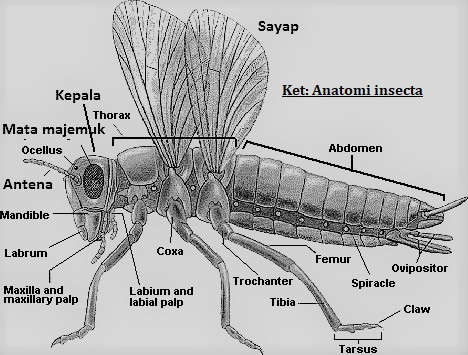 Sayap
Ket: Anatomi insecta
Kepala
Thorax
Mata majemuk
Ocellus
Abdomen
Antena
Mandible
Labrum
Coxa
Femur
Ovipositor
Maxilla and
maxillary palp
Labium and
labial palp
Trochanter
Spiracle
Tibia
Claw
Tarsus